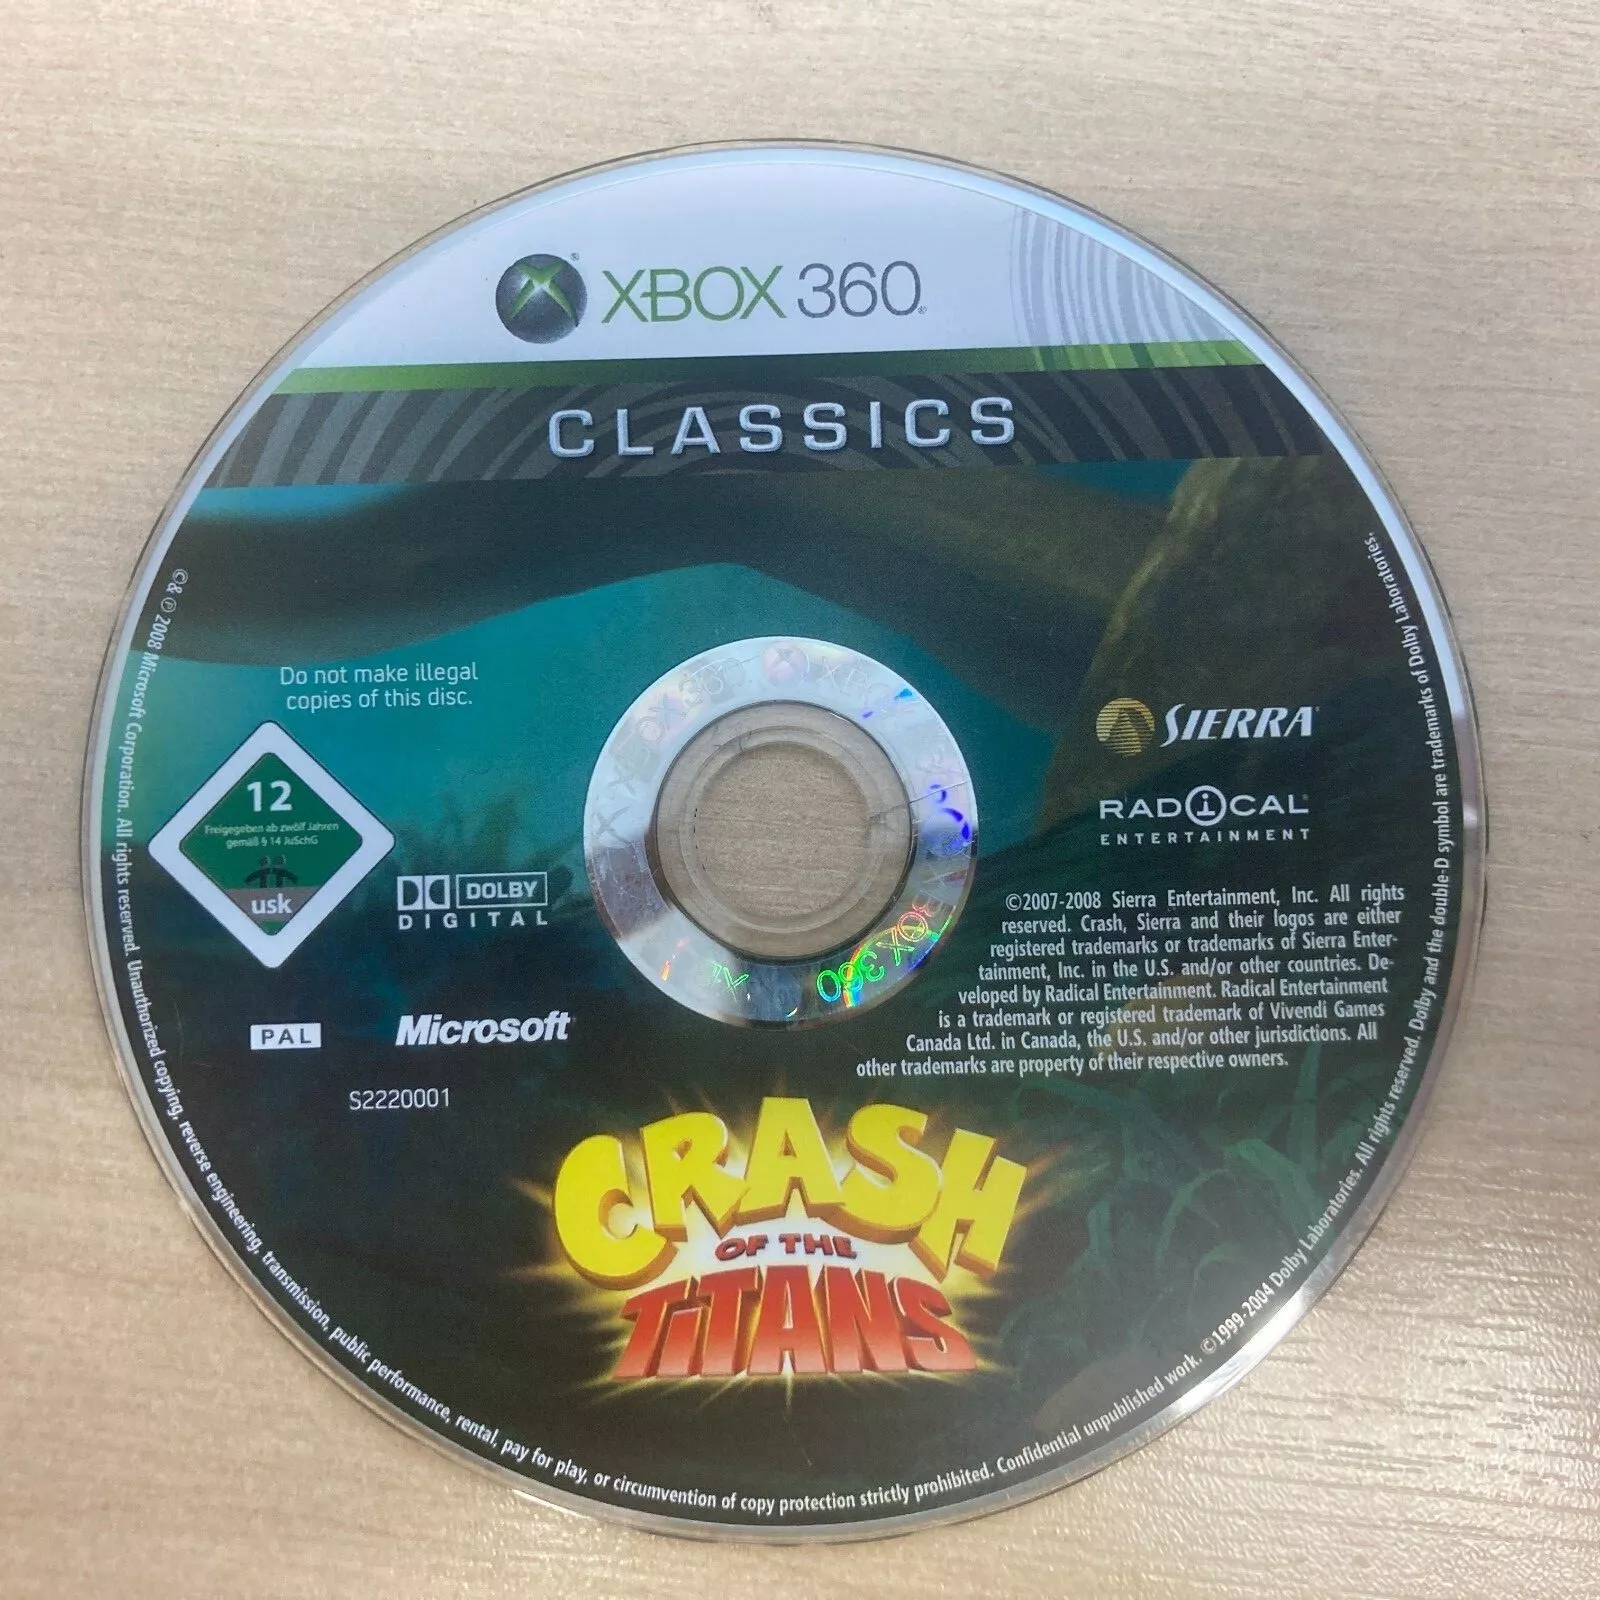 XBOX 360
CLASSICS
Do not make illegal
copies of this disc.
12
Freigegeben ab zwölf Jahren
gemäß § 14 JuSchG
usk
DOLBY
DIGITAL
PAL
Microsoft
S2220001
SIERRA
RADiCAL
ENTERTAINMENT
©2007-2008 Sierra Entertainment, Inc. All rights
reserved. Crash, Sierra and their logos are either
registered trademarks or trademarks of Sierra Enter-
tainment, Inc. in the U.S. and/or other countries. De-
veloped by Radical Entertainment. Radical Entertainment
is a trademark or registered trademark of Vivendi Games
Canada Ltd. in Canada, the U.S. and/or other jurisdictions. All
other trademarks are property of their respective owners.
CRASH
OF THE
TiTANS
©&℗2008 Microsoft Corporation. All rights reserved. Unauthorized copying, reverse engineering, transmission, public performance, rental, pay for play, or circumvention of copy protection strictly prohibited. Confidential unpublished work. ©1999-2004 Dolby Laboratories. All rights reserved. Dolby and the double-D symbol are trademarks of Dolby Laboratories.
XBOX 360